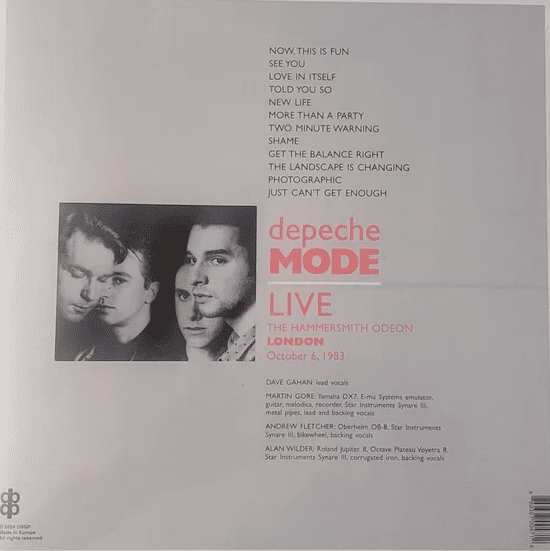 NOW, THIS IS FUN
SEE YOU
LOVE IN ITSELF
TOLD YOU SO
NEW LIFE
MORE THAN A PARTY
TWO MINUTE WARNING
SHAME
GET THE BALANCE RIGHT
THE LANDSCAPE IS CHANGING
PHOTOGRAPHIC
JUST CAN'T GET ENOUGH
depeche
MODE
LIVE
THE HAMMERSMITH ODEON
LONDON
October 6, 1983
DAVE GAHAN: lead vocals
MARTIN GORE: Yamaha DX7, E-mu Systems emulator,
guitar, melodica, recorder, Star Instruments Synare III,
metal pipes, lead and backing vocals
ANDREW FLETCHER: Oberheim OB-8, Star Instruments
Synare III, bikewheel, backing vocals
ALAN WILDER: Roland Jupiter 8, Octave Plateau Voyetra 8,
Star Instruments Synare III, corrugated iron, backing vocals
Made in Europe
All rights reserved